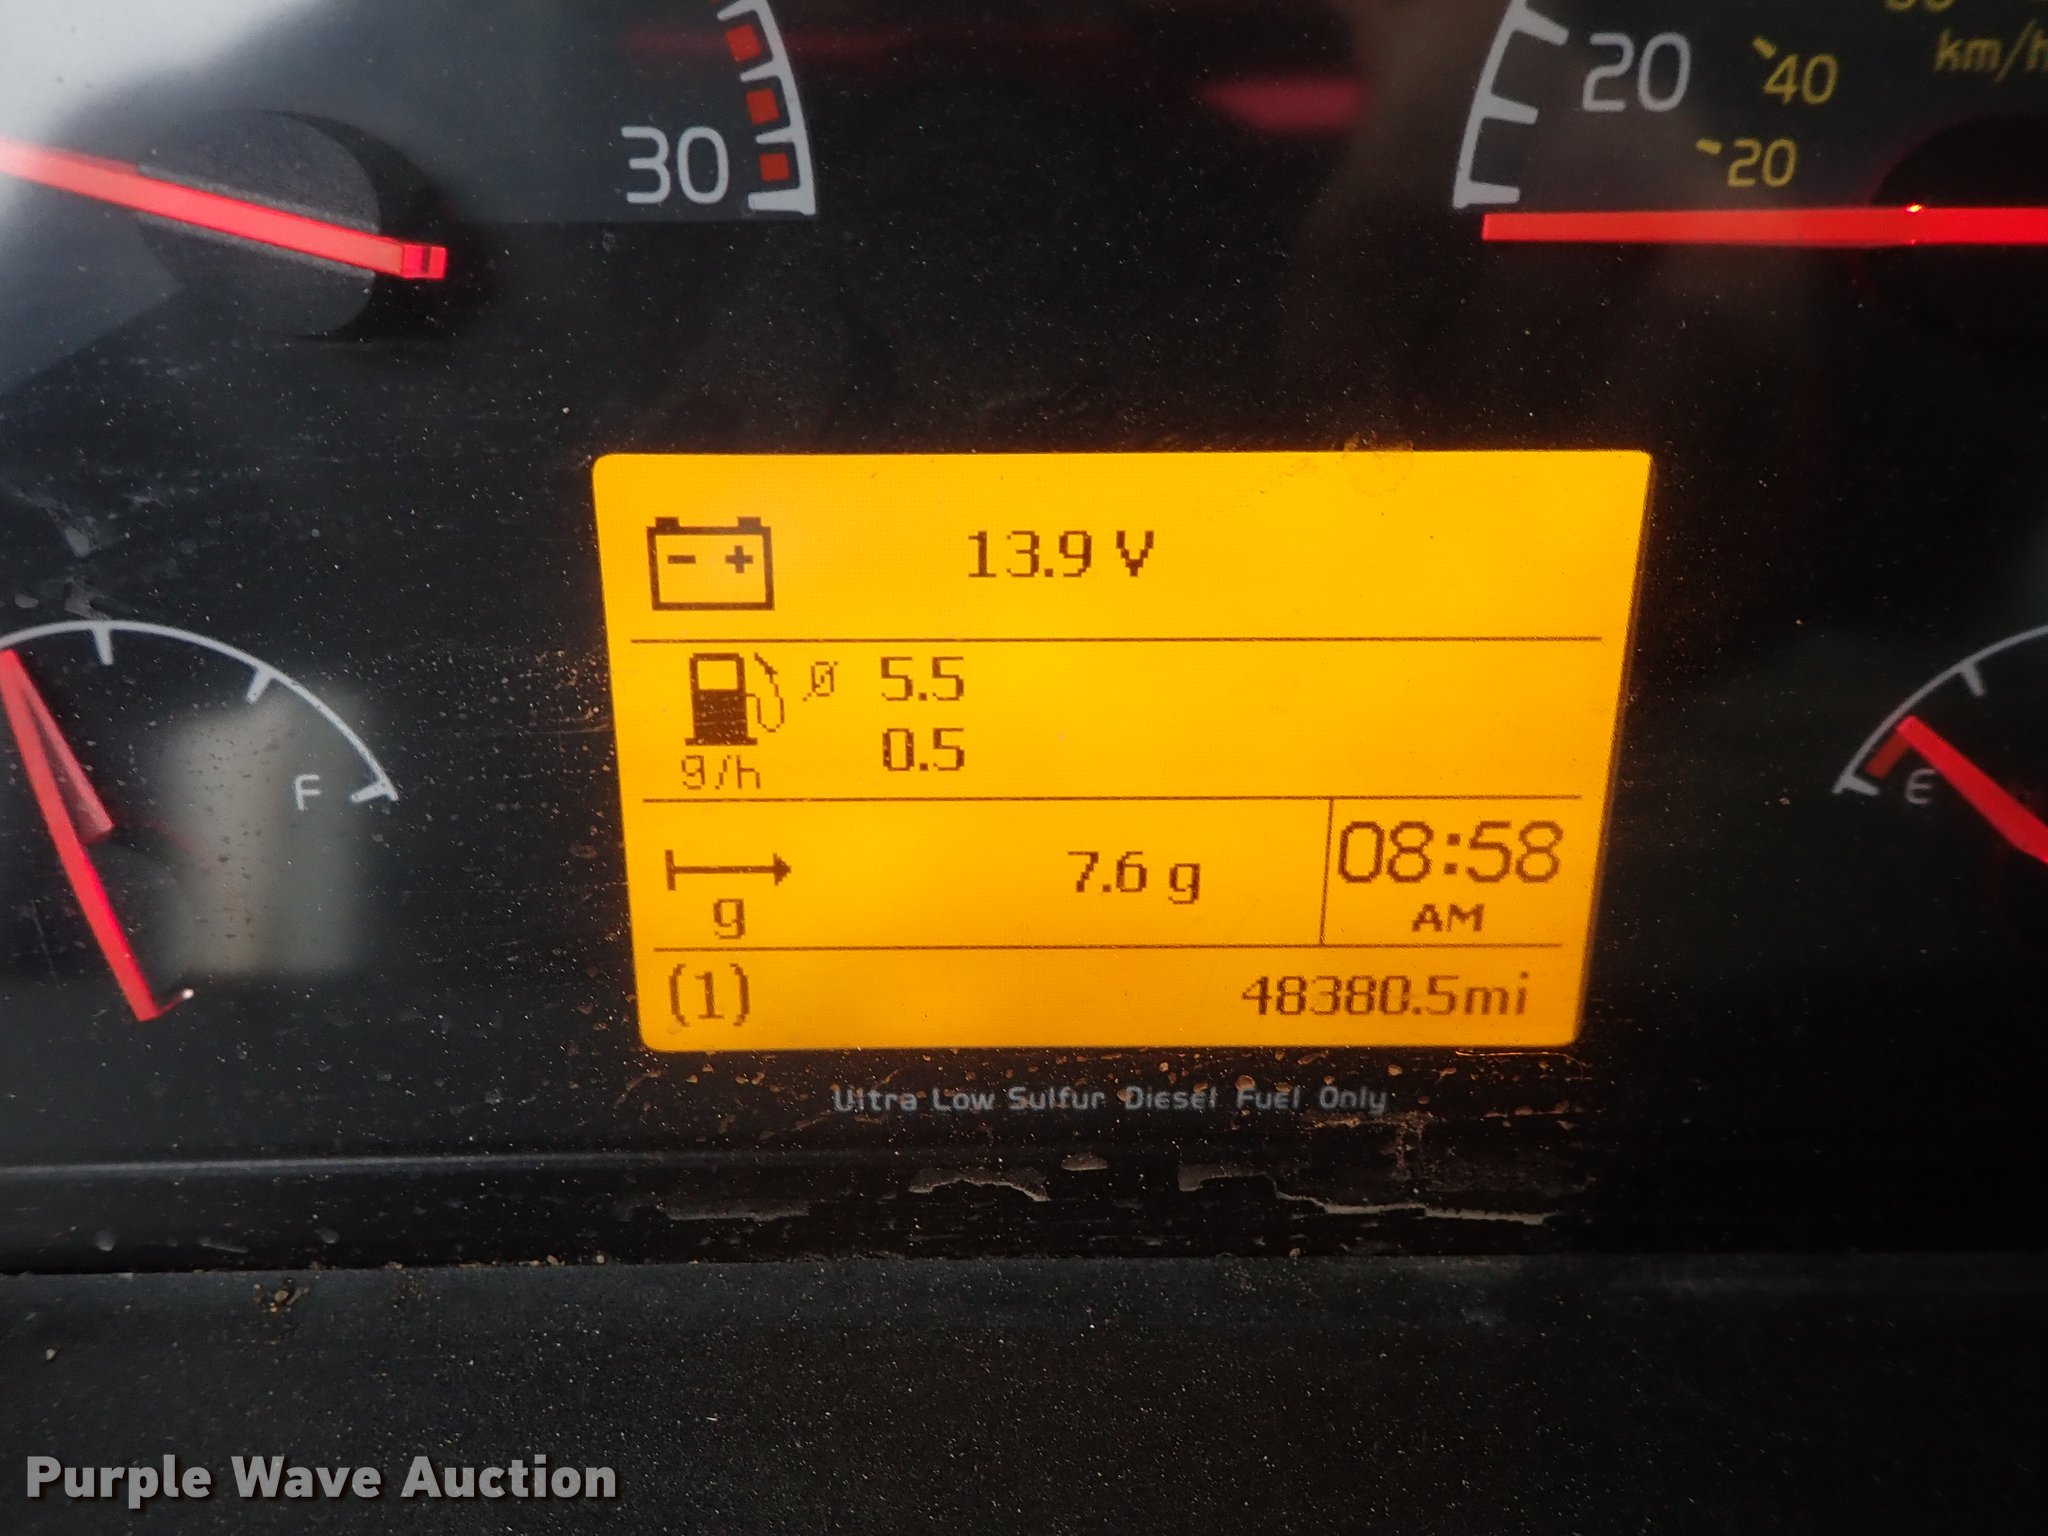 30
20
40
km/h
20
- +
13.9 V
Ø 5.5
0.5
g/h
F
E
7.6 g
g
08:58
AM
(1)
48380.5mi
Ultra Low Sulfur Diesel Fuel Only
Purple Wave Auction